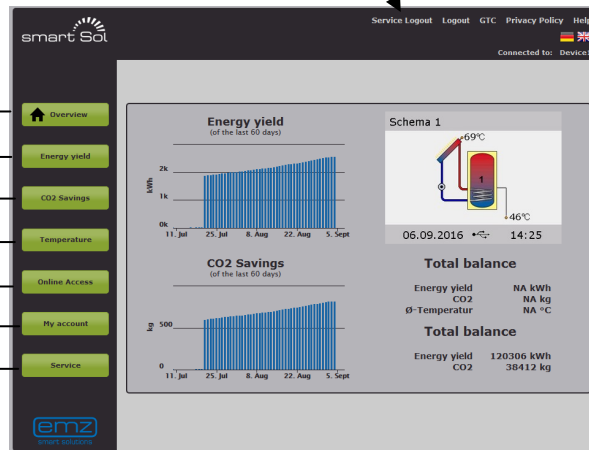 smart Sol
Service Logout Logout GTC Privacy Policy Help
Connected to: Device1
Overview
Energy yield
CO2 Savings
Temperature
Online Access
My account
Service
emz
smart solutions
Energy yield
(of the last 60 days)
kWh
2k
1k
0k
11. Jul 25. Jul 8. Aug 22. Aug 5. Sept
CO2 Savings
(of the last 60 days)
kg
500
0
11. Jul 25. Jul 8. Aug 22. Aug 5. Sept
Schema 1
69°C
1
46°C
06.09.2016 14:25
Total balance
Energy yield NA kWh
CO2 NA kg
Ø-Temperatur NA °C
Total balance
Energy yield 120306 kWh
CO2 38412 kg